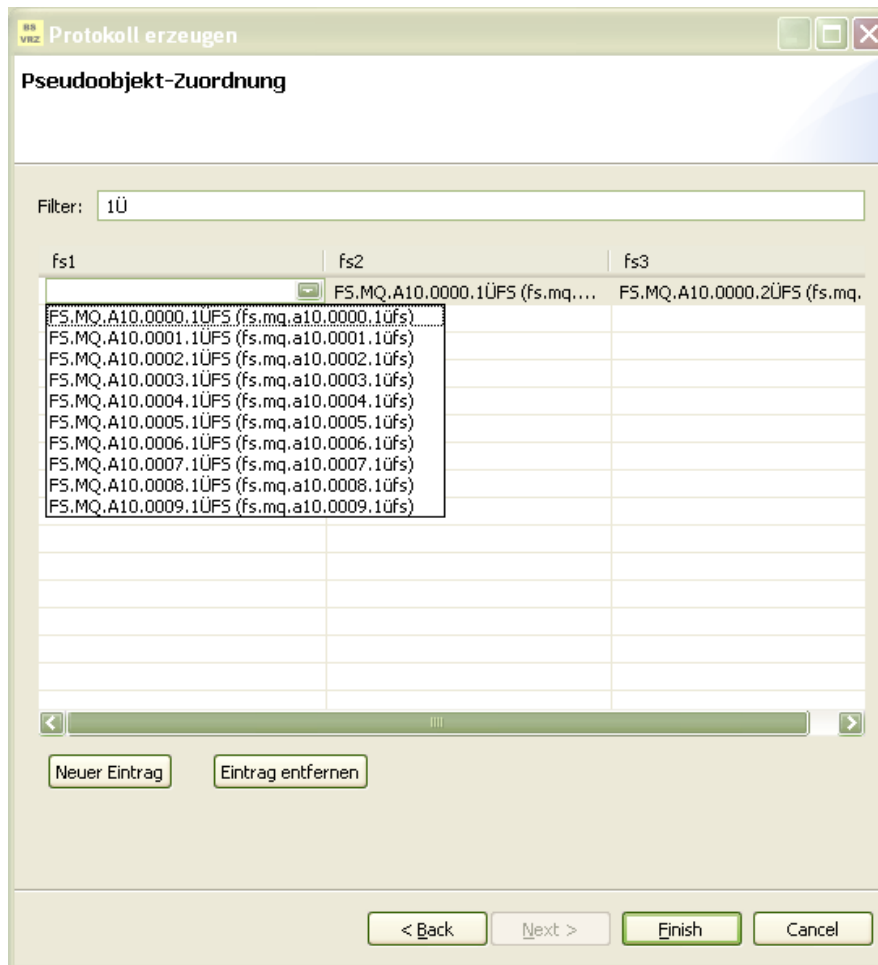 BS
VRZ Protokoll erzeugen
Pseudoobjekt-Zuordnung
Filter: 1Ü
fs1 fs2 fs3
FS.MQ.A10.0000.1ÜFS (fs.mq.... FS.MQ.A10.0000.2ÜFS (fs.mq.
FS.MQ.A10.0000.1ÜFS (fs.mq.a10.0000.1üfs)
FS.MQ.A10.0001.1ÜFS (fs.mq.a10.0001.1üfs)
FS.MQ.A10.0002.1ÜFS (fs.mq.a10.0002.1üfs)
FS.MQ.A10.0003.1ÜFS (fs.mq.a10.0003.1üfs)
FS.MQ.A10.0004.1ÜFS (fs.mq.a10.0004.1üfs)
FS.MQ.A10.0005.1ÜFS (fs.mq.a10.0005.1üfs)
FS.MQ.A10.0006.1ÜFS (fs.mq.a10.0006.1üfs)
FS.MQ.A10.0007.1ÜFS (fs.mq.a10.0007.1üfs)
FS.MQ.A10.0008.1ÜFS (fs.mq.a10.0008.1üfs)
FS.MQ.A10.0009.1ÜFS (fs.mq.a10.0009.1üfs)
Neuer Eintrag Eintrag entfernen
< Back Next > Finish Cancel